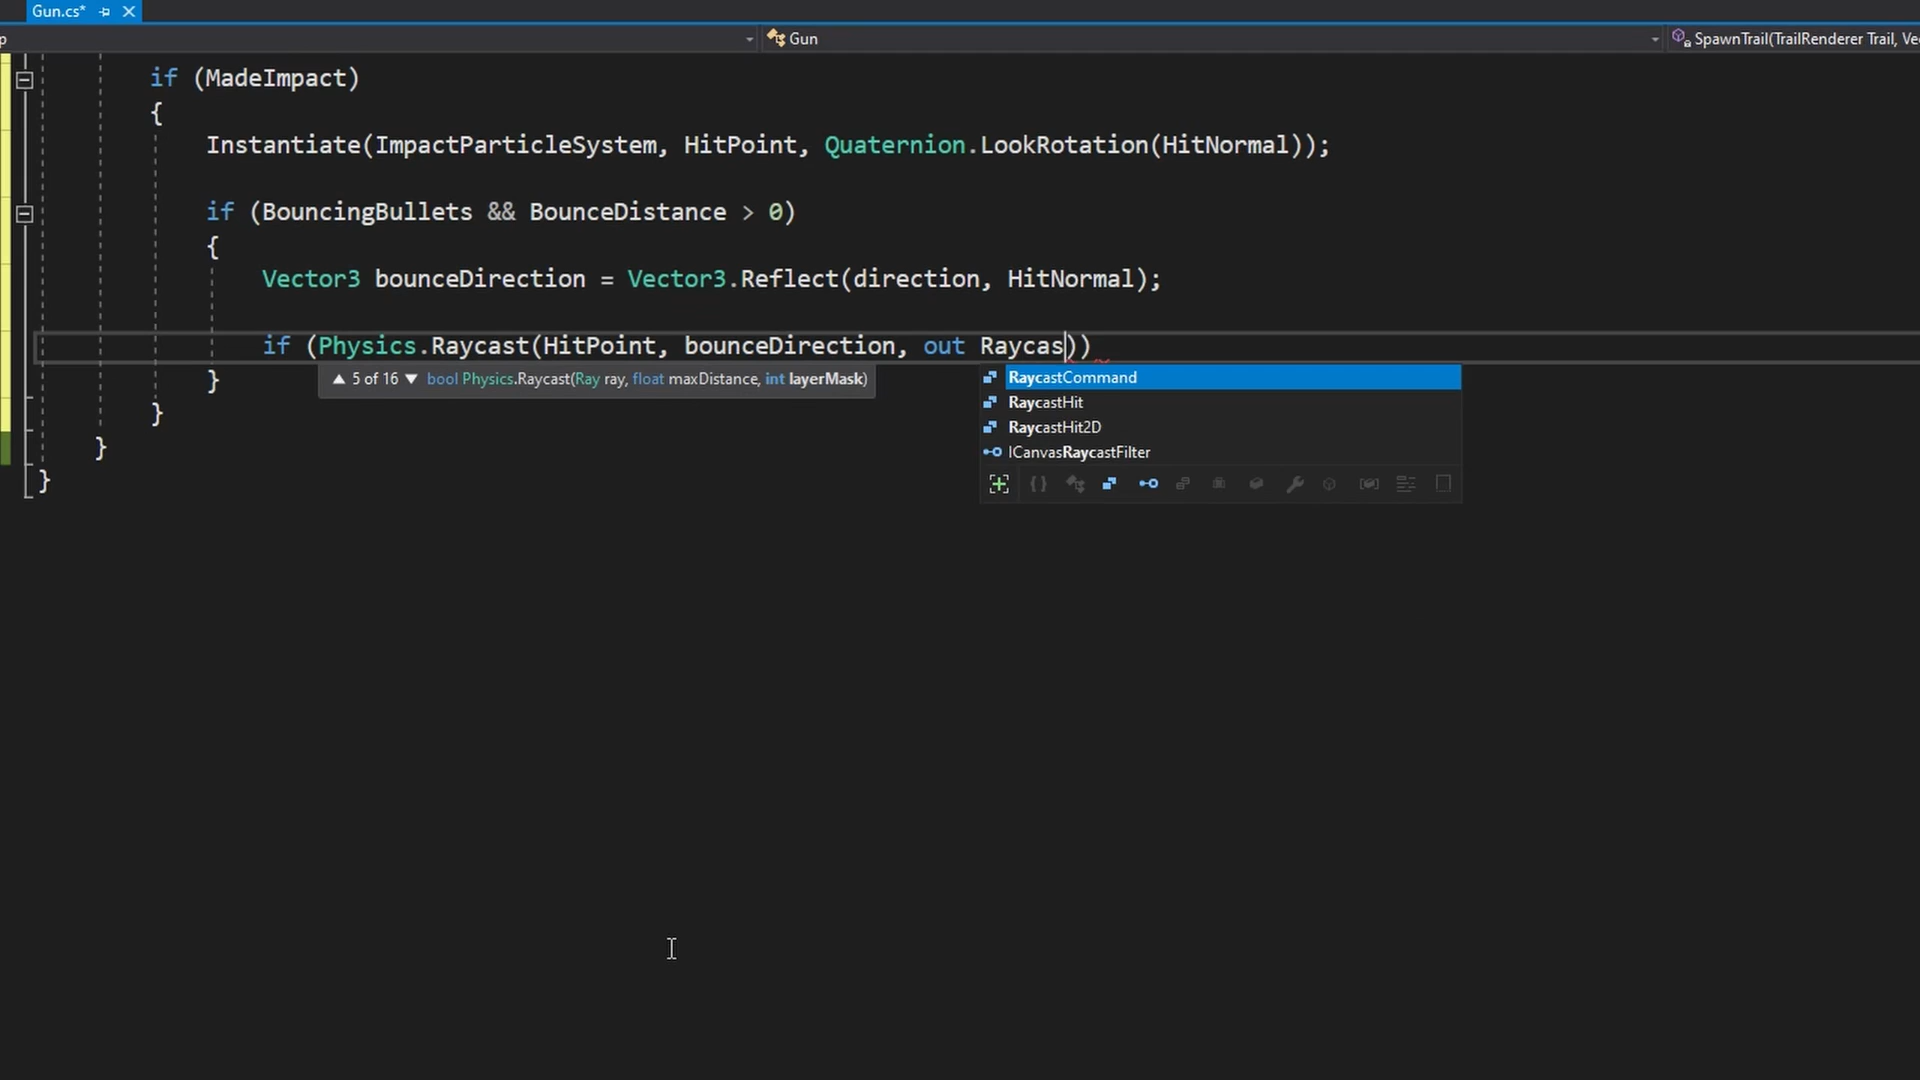 Gun.cs*
p
Gun
SpawnTrail(TrailRenderer Trail, Ve
if (MadeImpact)
{
Instantiate(ImpactParticleSystem, HitPoint, Quaternion.LookRotation(HitNormal));
if (BouncingBullets && BounceDistance > 0)
{
Vector3 bounceDirection = Vector3.Reflect(direction, HitNormal);
if (Physics.Raycast(HitPoint, bounceDirection, out Raycas))
▲ 5 of 16 ▼ bool Physics.Raycast(Ray ray, float maxDistance, int layerMask)
RaycastCommand
RaycastHit
RaycastHit2D
ICanvasRaycastFilter
}
}
}
}